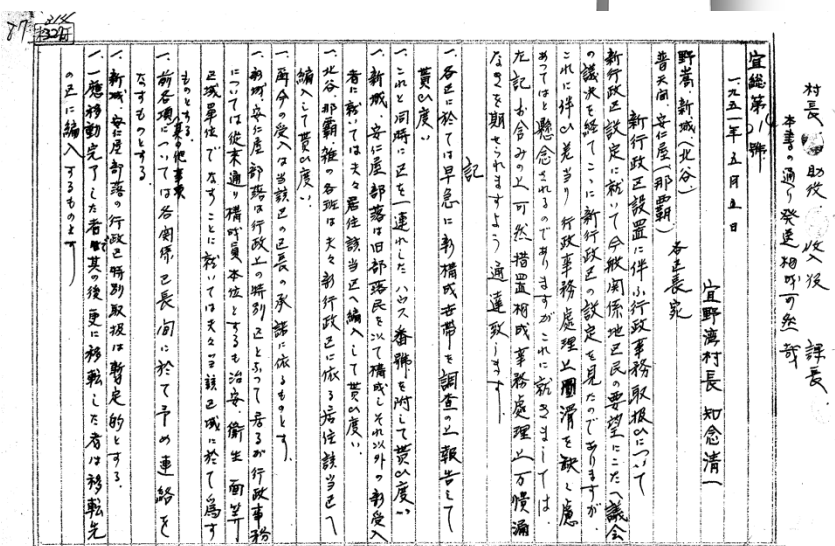 村長 助役 収入役 課長
本書の通り発送相成可然哉
宜総第 號
一九五一年五月五日
宜野湾村長 知念清一
野嵩、新城(北谷)
普天間、安仁屋(那覇) 各区長宛
新行政区設置に伴ふ行政事務取扱について
新行政区設定に就いて今般関係地区民の要望にこたへ議会
の議決を経てこゝに新行政区の設定を見たのでありますが、
これに伴ひ差当り行政事務處理上圓滑を缺く虞
あつてはと懸念されるのでありますがこれに就きましては
左記お含みの上可然措置相成事務處理上万遺漏
なきを期せられますよう通達致します。
記
一、各区に於ては早急に新構成世帯を調査の上報告して
貰ひ度い
一、これと同時に区を一連れしたハウス番號を附して貰ひ度い
一、新城、安仁屋部落は旧部落民を以て構成しそれ以外の新受入
者に就いては夫々居住該当区へ編入して貰ひ度い、
一、北谷那覇雑の各班は夫々新行政区に依る居住該当区へ
編入して貰ひ度い、
一、再今の受入は当該区の区長の承諾に依るものとす、
一、新城、安仁屋部落は行政上の特別区となつて居るが行政事務
については従来通り構成員本位とするも治安、衛生面等
区域單位でなすことに就いては夫々当該区域に於て為す
ものとする、
一、前各項其の他事項については各関係区長間に於て予め連絡を
なすものとする、
一、新城、安仁屋部落の行政区特別取扱は暫定的とする、
一、一應移動完了した者で其の後更に移転した者は移転先
の区に編入するものとす